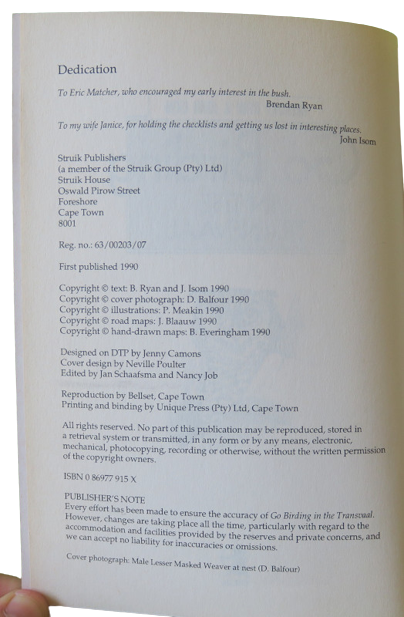 Dedication
To Eric Matcher, who encouraged my early interest in the bush.
Brendan Ryan
To my wife Janice, for holding the checklists and getting us lost in interesting places.
John Isom
Struik Publishers
(a member of the Struik Group (Pty) Ltd)
Struik House
Oswald Pirow Street
Foreshore
Cape Town
8001
Reg. no.: 63/00203/07
First published 1990
Copyright © text: B. Ryan and J. Isom 1990
Copyright © cover photograph: D. Balfour 1990
Copyright © illustrations: P. Meakin 1990
Copyright © road maps: J. Blaauw 1990
Copyright © hand-drawn maps: B. Everingham 1990
Designed on DTP by Jenny Camons
Cover design by Neville Poulter
Edited by Jan Schaafsma and Nancy Job
Reproduction by Bellset, Cape Town
Printing and binding by Unique Press (Pty) Ltd, Cape Town
All rights reserved. No part of this publication may be reproduced, stored in
a retrieval system or transmitted, in any form or by any means, electronic,
mechanical, photocopying, recording or otherwise, without the written permission
of the copyright owners.
ISBN 0 86977 915 X
PUBLISHER'S NOTE
Every effort has been made to ensure the accuracy of Go Birding in the Transvaal.
However, changes are taking place all the time, particularly with regard to the
accommodation and facilities provided by the reserves and private concerns, and
we can accept no liability for inaccuracies or omissions.
Cover photograph: Male Lesser Masked Weaver at nest (D. Balfour)